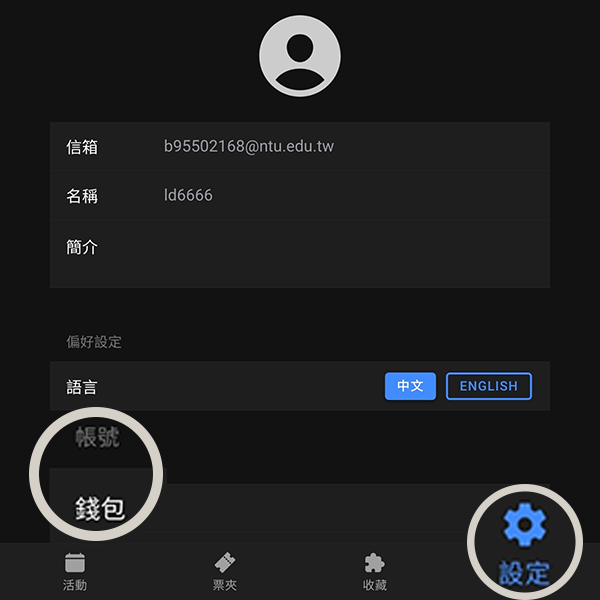 信箱 b95502168@ntu.edu.tw
名稱 ld6666
簡介
偏好設定
語言 中文 ENGLISH
帳號
錢包
活動 票夾 收藏 設定